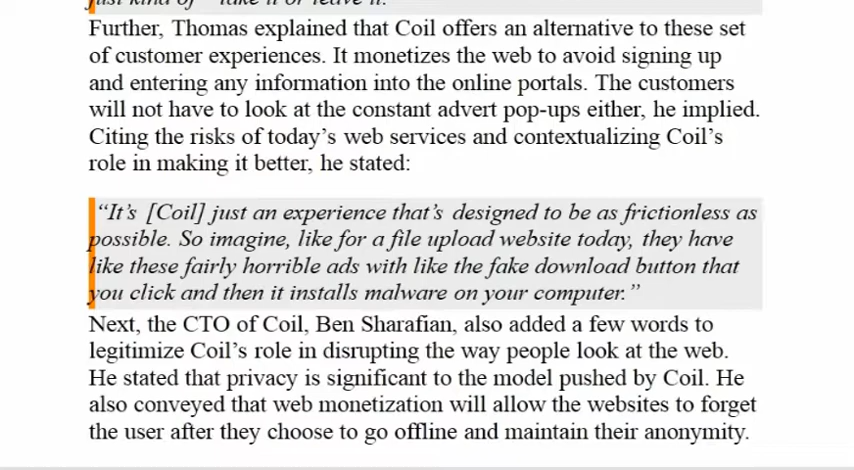 just kind of "take it or leave it."
Further, Thomas explained that Coil offers an alternative to these set
of customer experiences. It monetizes the web to avoid signing up
and entering any information into the online portals. The customers
will not have to look at the constant advert pop-ups either, he implied.
Citing the risks of today's web services and contextualizing Coil's
role in making it better, he stated:
"It's [Coil] just an experience that's designed to be as frictionless as
possible. So imagine, like for a file upload website today, they have
like these fairly horrible ads with like the fake download button that
you click and then it installs malware on your computer."
Next, the CTO of Coil, Ben Sharafian, also added a few words to
legitimize Coil's role in disrupting the way people look at the web.
He stated that privacy is significant to the model pushed by Coil. He
also conveyed that web monetization will allow the websites to forget
the user after they choose to go offline and maintain their anonymity.